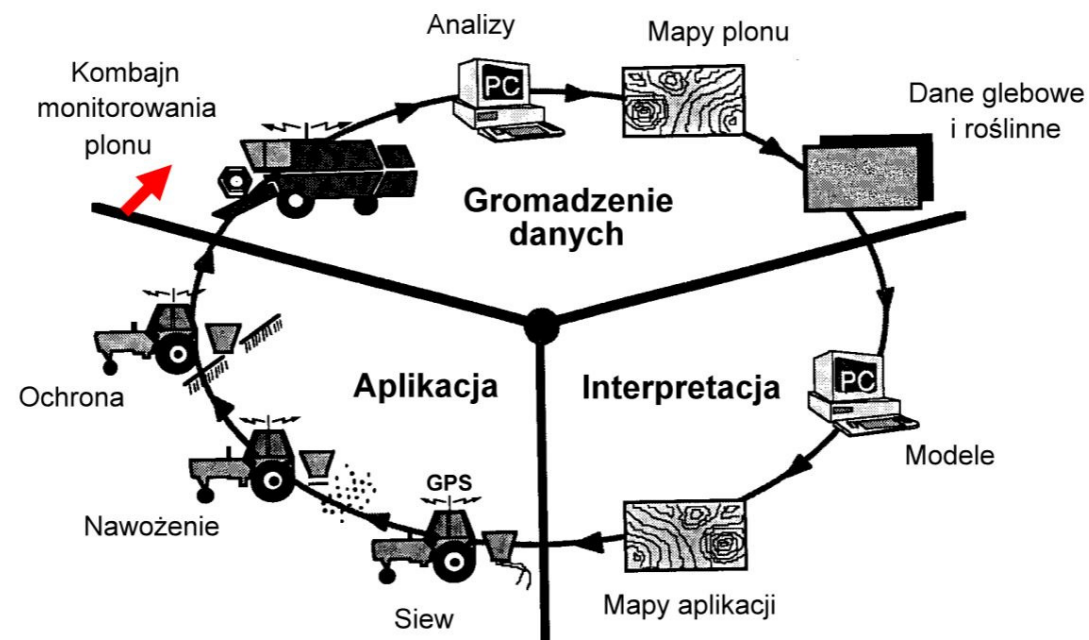 Analizy
PC
Mapy plonu
Kombajn
monitorowania
plonu
Dane glebowe
i roślinne
Gromadzenie
danych
Aplikacja
Interpretacja
PC
Modele
Ochrona
Nawożenie
GPS
Siew
Mapy aplikacji